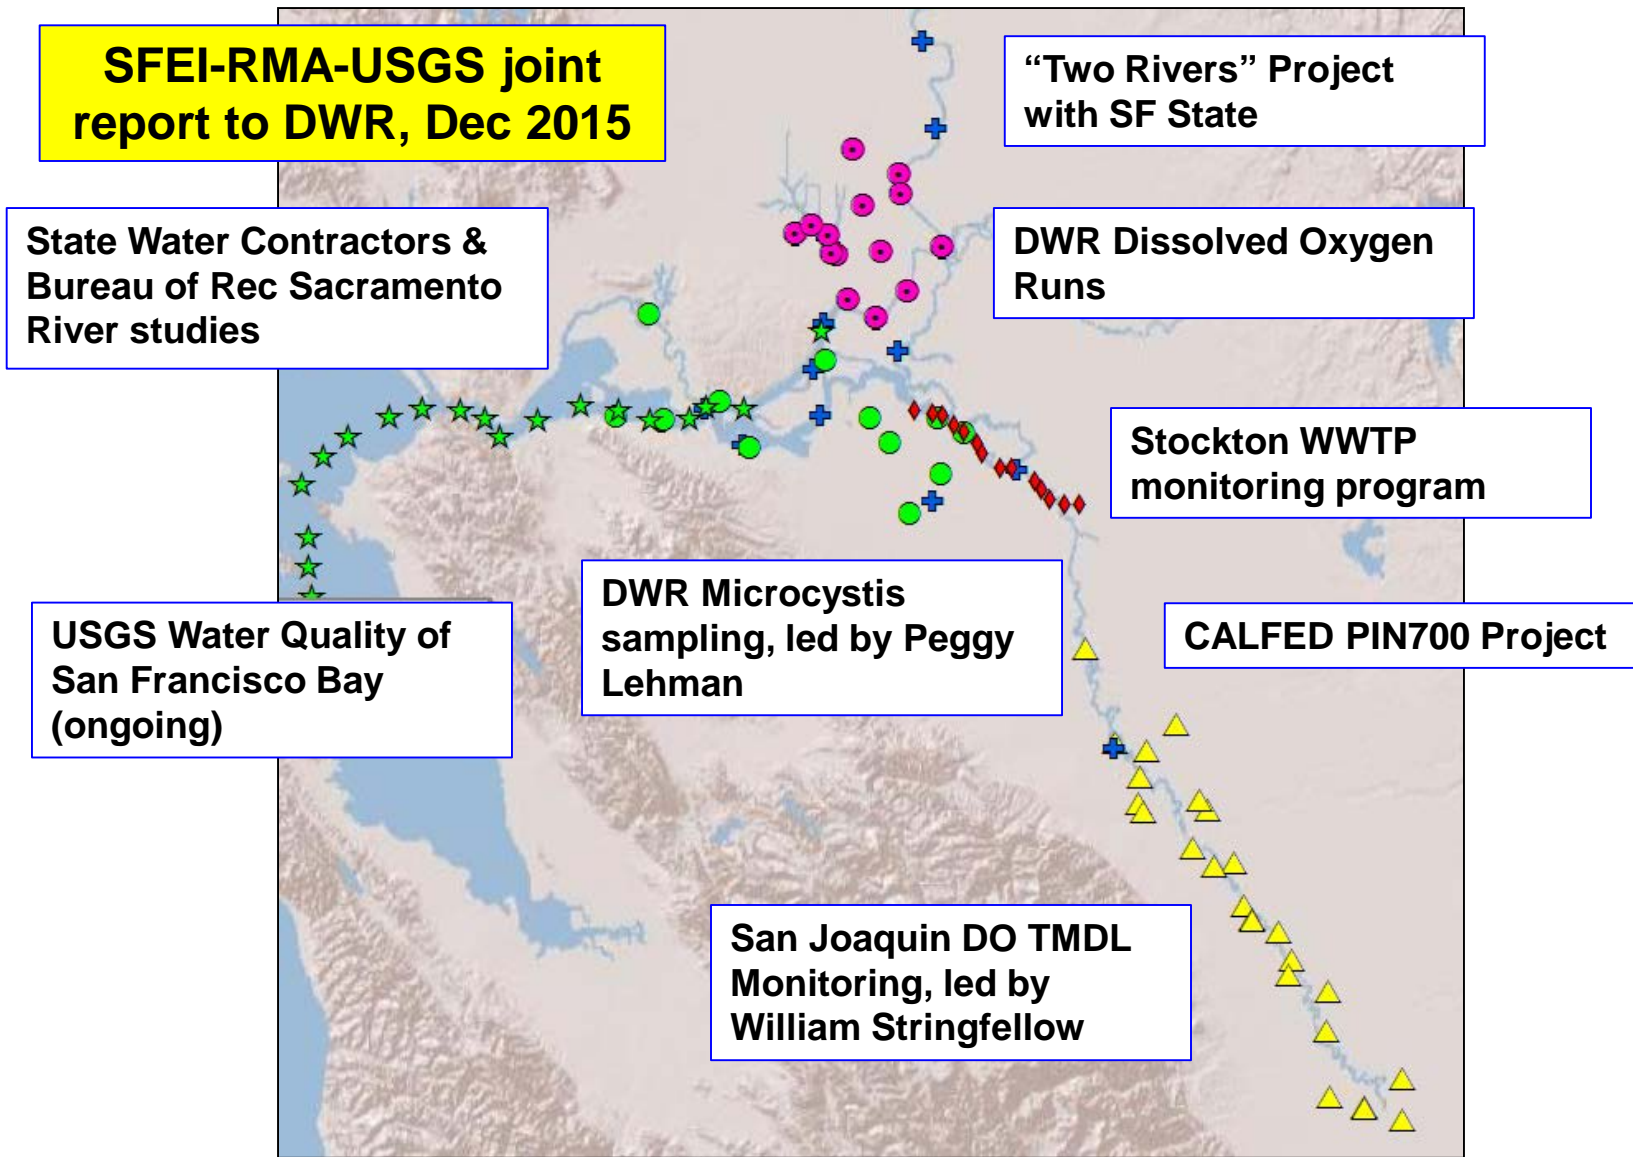 SFEI-RMA-USGS joint
report to DWR, Dec 2015
“Two Rivers” Project
with SF State
State Water Contractors &
Bureau of Rec Sacramento
River studies
DWR Dissolved Oxygen
Runs
Stockton WWTP
monitoring program
DWR Microcystis
sampling, led by Peggy
Lehman
USGS Water Quality of
San Francisco Bay
(ongoing)
CALFED PIN700 Project
San Joaquin DO TMDL
Monitoring, led by
William Stringfellow